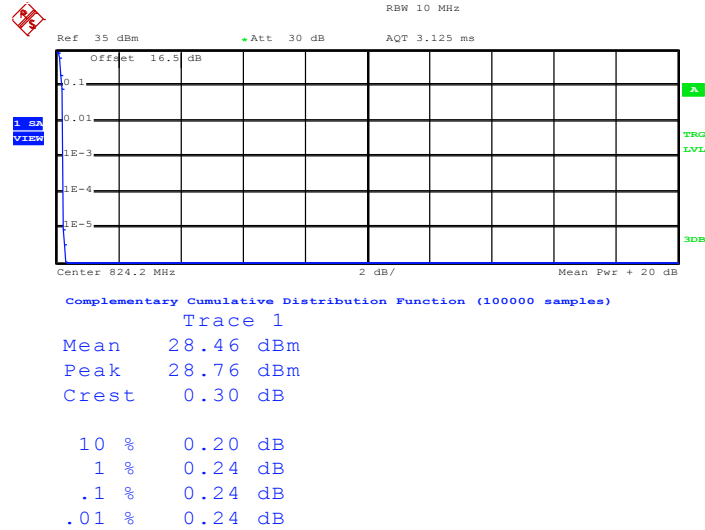 RBW 10 MHz
Ref 35 dBm * Att 30 dB AQT 3.125 ms
Offset 16.5 dB
0.1
A
0.01
1 SA
VIEW
TRG
LVL
1E-3
1E-4
1E-5
3DB
Center 824.2 MHz 2 dB/ Mean Pwr + 20 dB
Complementary Cumulative Distribution Function (100000 samples)
Trace 1
Mean 28.46 dBm
Peak 28.76 dBm
Crest 0.30 dB
10 % 0.20 dB
1 % 0.24 dB
.1 % 0.24 dB
.01 % 0.24 dB